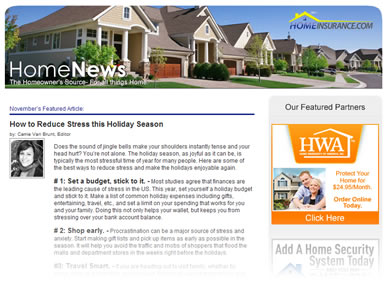 HOMEINSURANCE.COM
HomeNews
The Homeowner's Source- For all things Home
November's Featured Article:
How to Reduce Stress this Holiday Season
by: Carrie Van Brunt, Editor
Does the sound of jingle bells make your shoulders instantly tense and your
head hurt? You're not alone. The holiday season, as joyful as it can be, is
typically the most stressful time of year for many people. Here are some of
the best ways to reduce stress and make the holidays enjoyable again.
# 1: Set a budget, stick to it. - Most studies agree that finances are
the leading cause of stress in the US. This year, set yourself a holiday budget
and stick to it. Make a list of common holiday expenses including gifts,
entertaining, travel, etc., and set a limit on your spending that works for you
and your family. Doing this not only helps your wallet, but keeps you from
stressing over your bank account balance.
# 2: Shop early. - Procrastination can be a major source of stress and
anxiety. Start making gift lists and pick up items as early as possible in the
season. It will help you avoid the traffic and mobs of shoppers that flood the
malls and department stores in the weeks right before the holidays.
#3: Travel Smart. - If you are heading out to visit family, whether to
Our Featured Partners
HWA
Protect Your
Home for
$24.95/Month.
Order Online
Today.
Click Here
Add A Home Security
System Today